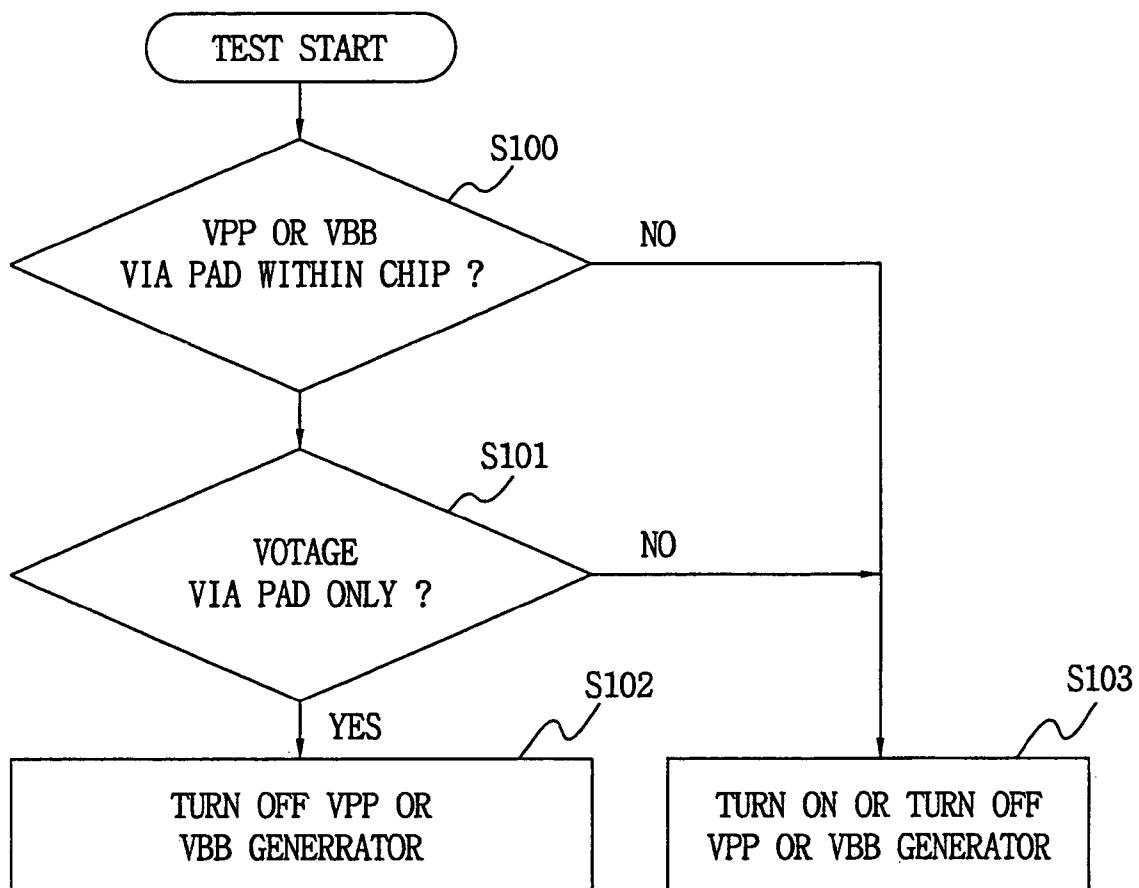 TEST START
S100
VPP OR VBB
VIA PAD WITHIN CHIP ?
NO
S101
VOTAGE
VIA PAD ONLY ?
NO
YES
S102
S103
TURN OFF VPP OR
VBB GENERRATOR
TURN ON OR TURN OFF
VPP OR VBB GENERATOR